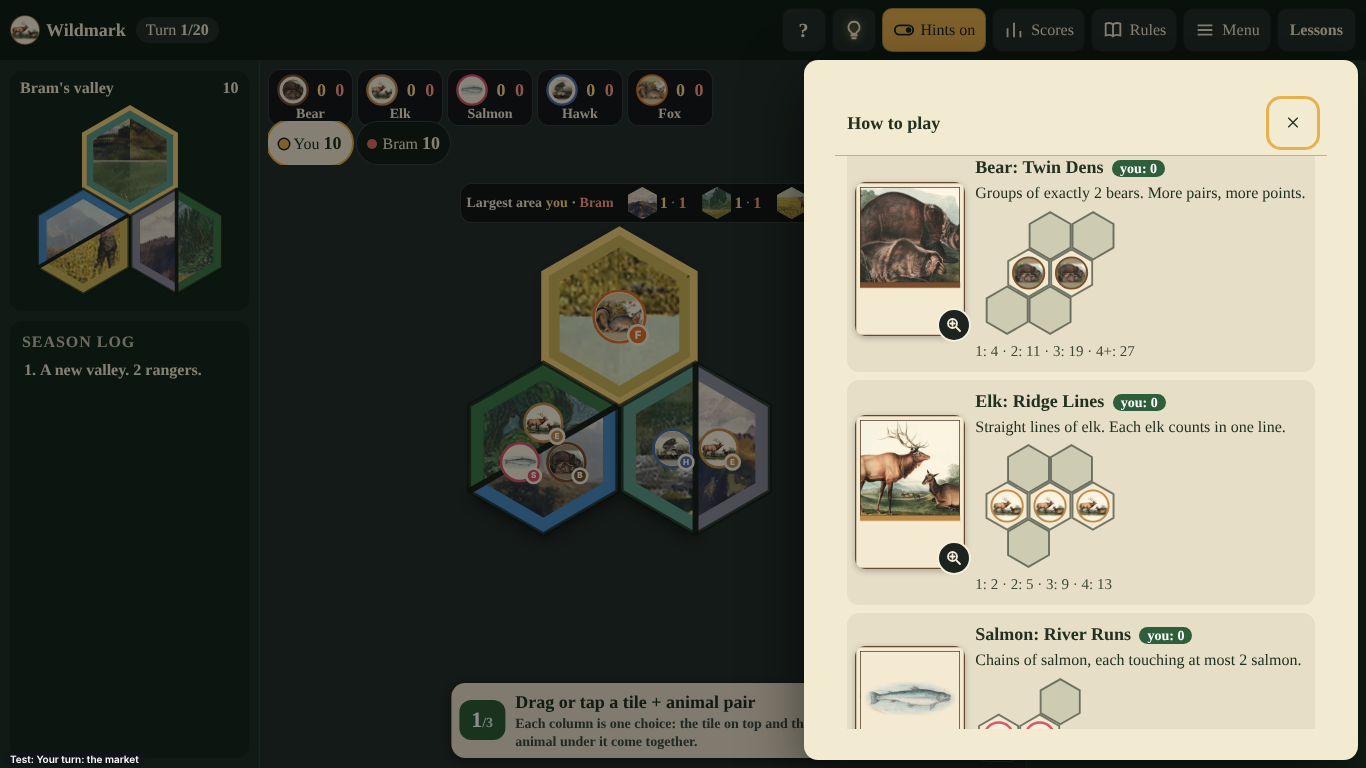 Wildmark
Turn 1/20
?
Hints on
Scores
Rules
Menu
Lessons
Bram's valley
10
SEASON LOG
1. A new valley. 2 rangers.
0 0
Bear
0 0
Elk
0 0
Salmon
0 0
Hawk
0 0
Fox
You 10
Bram 10
Largest area you · Bram
1 · 1
1 · 1
F
E
S
B
H
E
1/3
Drag or tap a tile + animal pair
Each column is one choice: the tile on top and th
animal under it come together.
How to play
×
Bear: Twin Dens
you: 0
Groups of exactly 2 bears. More pairs, more points.
1: 4 · 2: 11 · 3: 19 · 4+: 27
Elk: Ridge Lines
you: 0
Straight lines of elk. Each elk counts in one line.
1: 2 · 2: 5 · 3: 9 · 4: 13
Salmon: River Runs
you: 0
Chains of salmon, each touching at most 2 salmon.
Test: Your turn: the market